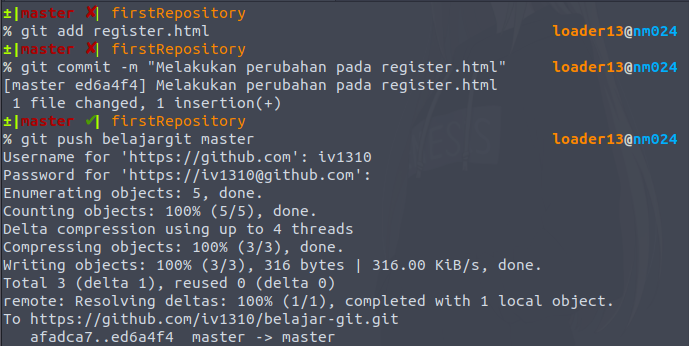 ±|master ✘| firstRepository
% git add register.html loader13@nm024
±|master ✘| firstRepository
% git commit -m "Melakukan perubahan pada register.html" loader13@nm024
[master ed6a4f4] Melakukan perubahan pada register.html
 1 file changed, 1 insertion(+)
±|master ✔| firstRepository
% git push belajargit master loader13@nm024
Username for 'https://github.com': iv1310
Password for 'https://iv1310@github.com':
Enumerating objects: 5, done.
Counting objects: 100% (5/5), done.
Delta compression using up to 4 threads
Compressing objects: 100% (3/3), done.
Writing objects: 100% (3/3), 316 bytes | 316.00 KiB/s, done.
Total 3 (delta 1), reused 0 (delta 0)
remote: Resolving deltas: 100% (1/1), completed with 1 local object.
To https://github.com/iv1310/belajar-git.git
   afadca7..ed6a4f4  master -> master